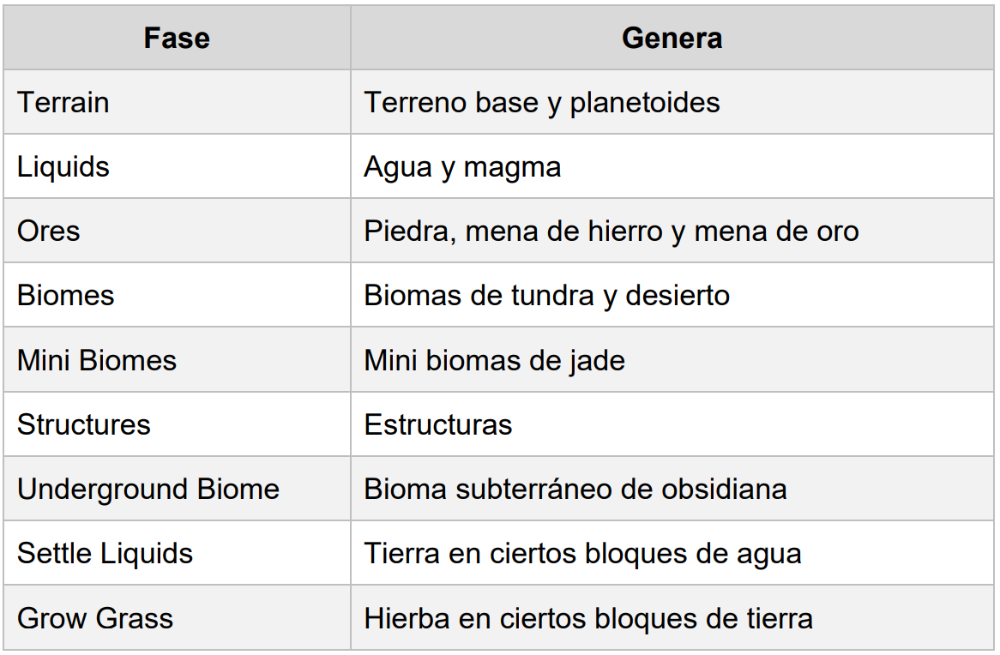 Fase Genera
Terrain Terreno base y planetoides
Liquids Agua y magma
Ores Piedra, mena de hierro y mena de oro
Biomes Biomas de tundra y desierto
Mini Biomes Mini biomas de jade
Structures Estructuras
Underground Biome Bioma subterráneo de obsidiana
Settle Liquids Tierra en ciertos bloques de agua
Grow Grass Hierba en ciertos bloques de tierra